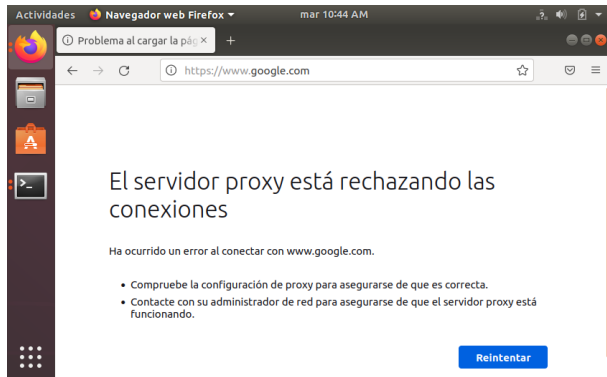 Actividades Navegador web Firefox mar 10:44 AM
Problema al cargar la pág
https://www.google.com
El servidor proxy está rechazando las
conexiones
Ha ocurrido un error al conectar con www.google.com.
Compruebe la configuración de proxy para asegurarse de que es correcta.
Contacte con su administrador de red para asegurarse de que el servidor proxy está
funcionando.
Reintentar